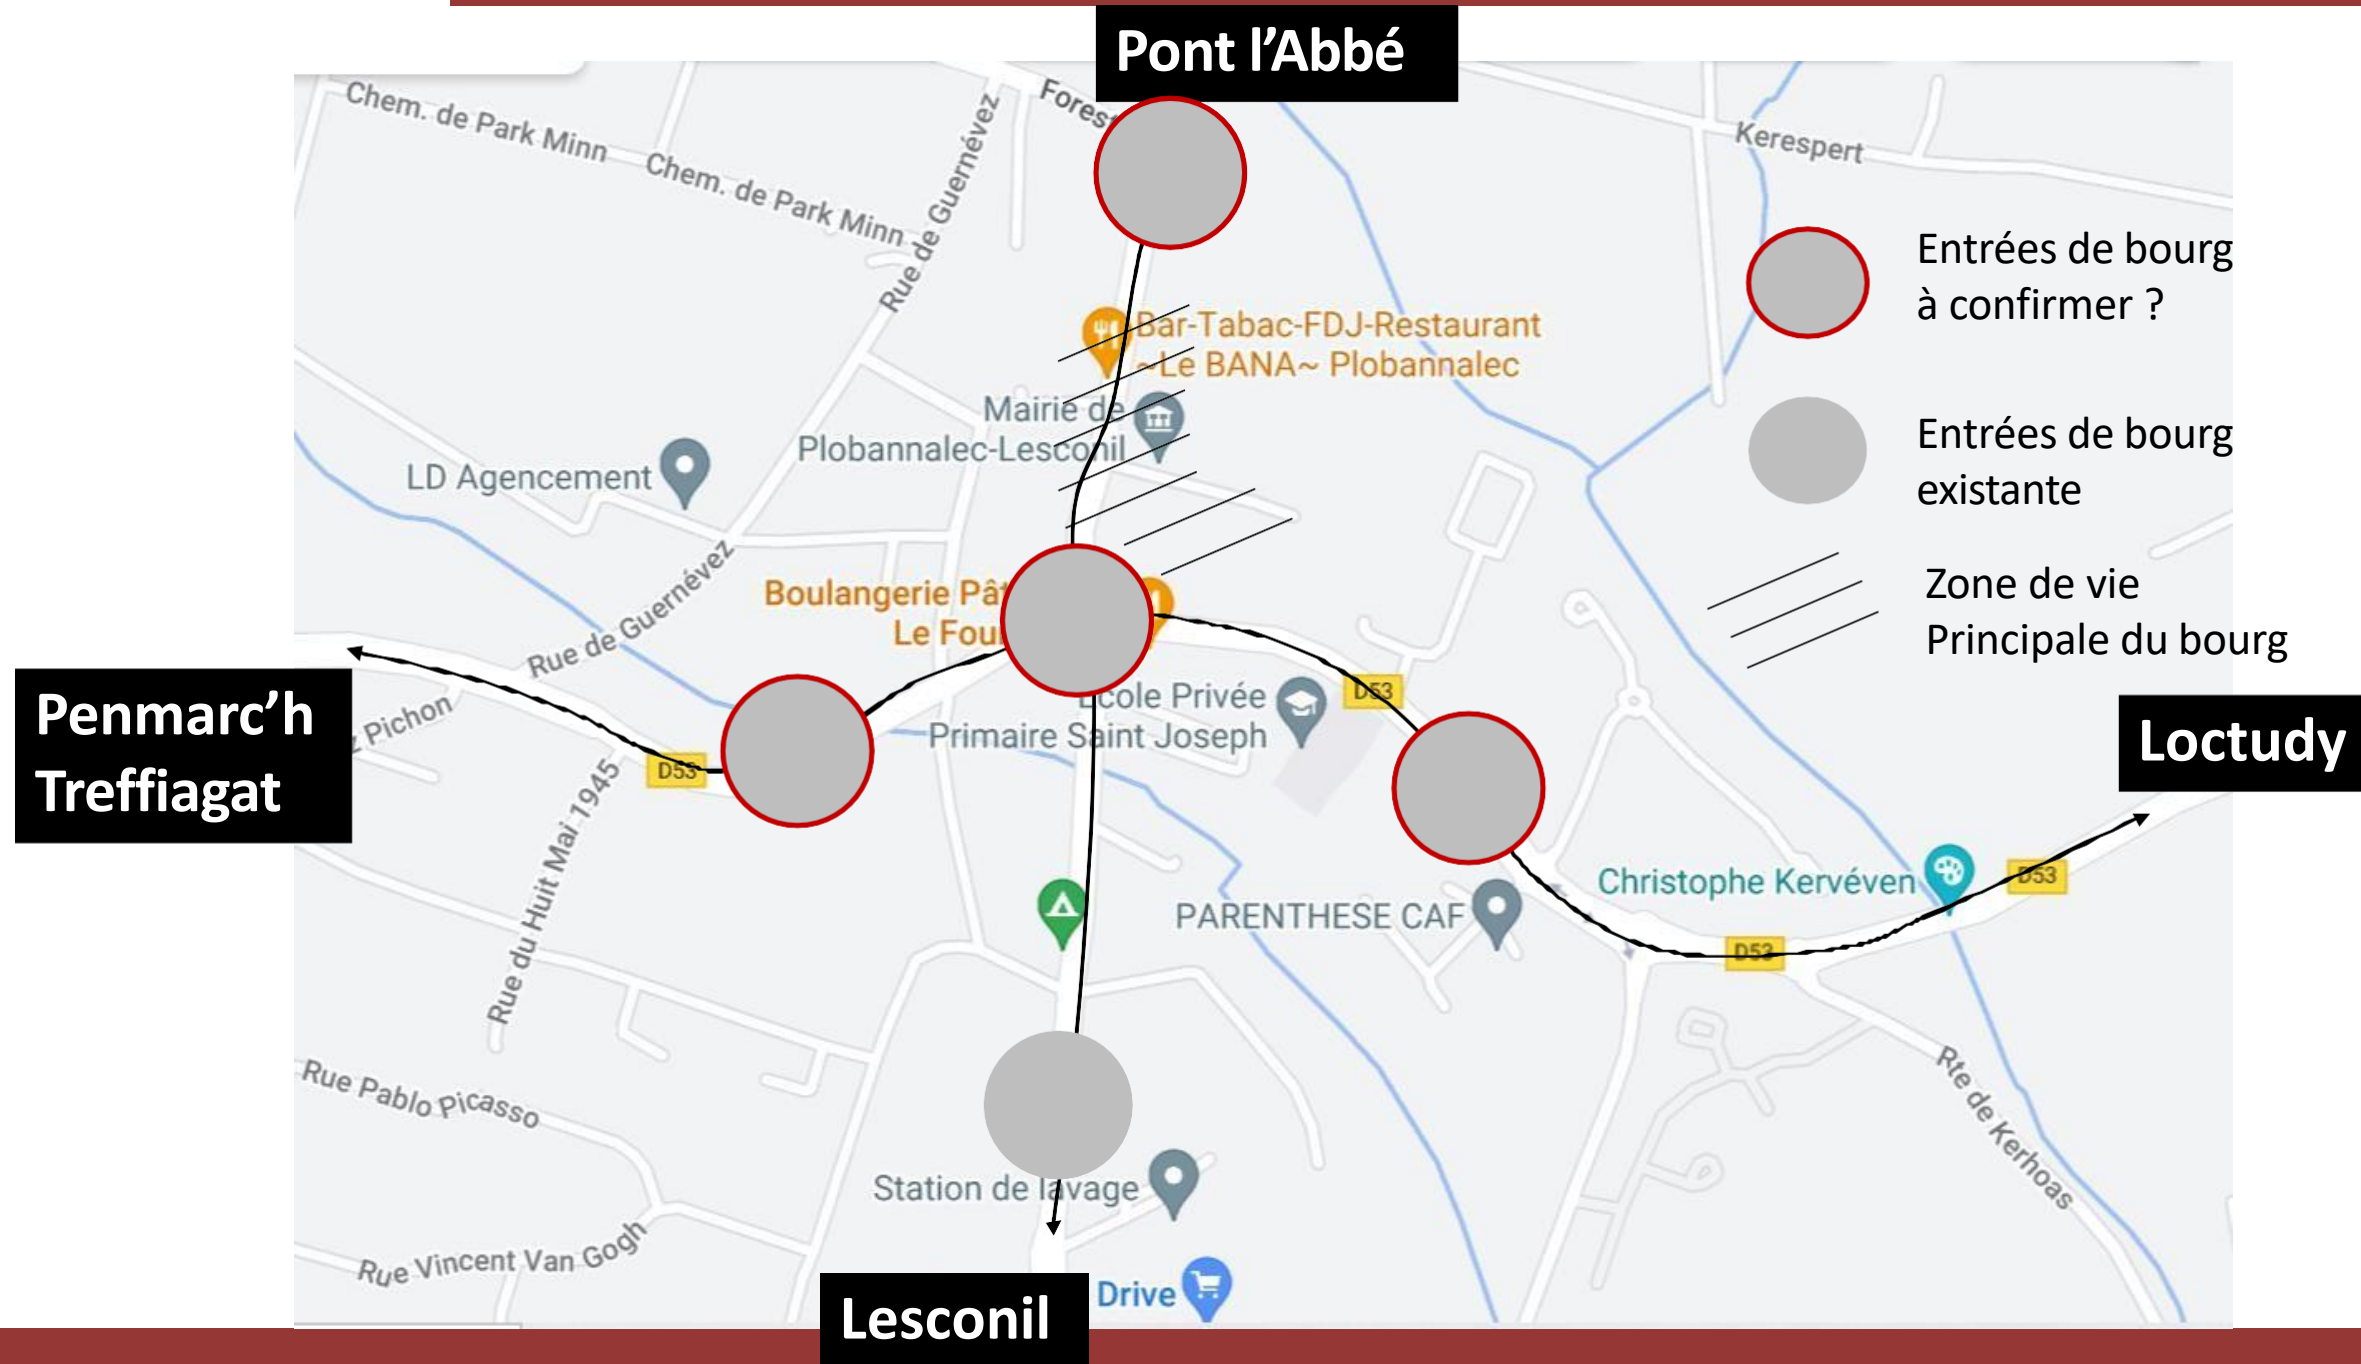 Pont l’Abbé
Chem. de Park Minn
Chem. de Park Minn
Rue de Guernévez
Forest
Kerespert
Entrées de bourg
à confirmer ?
Bar-Tabac-FDJ-Restaurant
~Le BANA~ Plobannalec
Mairie de
Plobannalec-Lesconil
LD Agencement
Entrées de bourg
existante
Rue de Guernévez
Boulangerie Pât
Le Four
Zone de vie
Principale du bourg
Penmarc’h
Treffiagat
Pichon
D53
École Privée
Primaire Saint Joseph
D53
Loctudy
Rue du Huit Mai 1945
Christophe Kervéven
D53
PARENTHESE CAF
D53
Rue Pablo Picasso
Rte de Kerhoas
Station de lavage
Rue Vincent Van Gogh
Drive
Lesconil